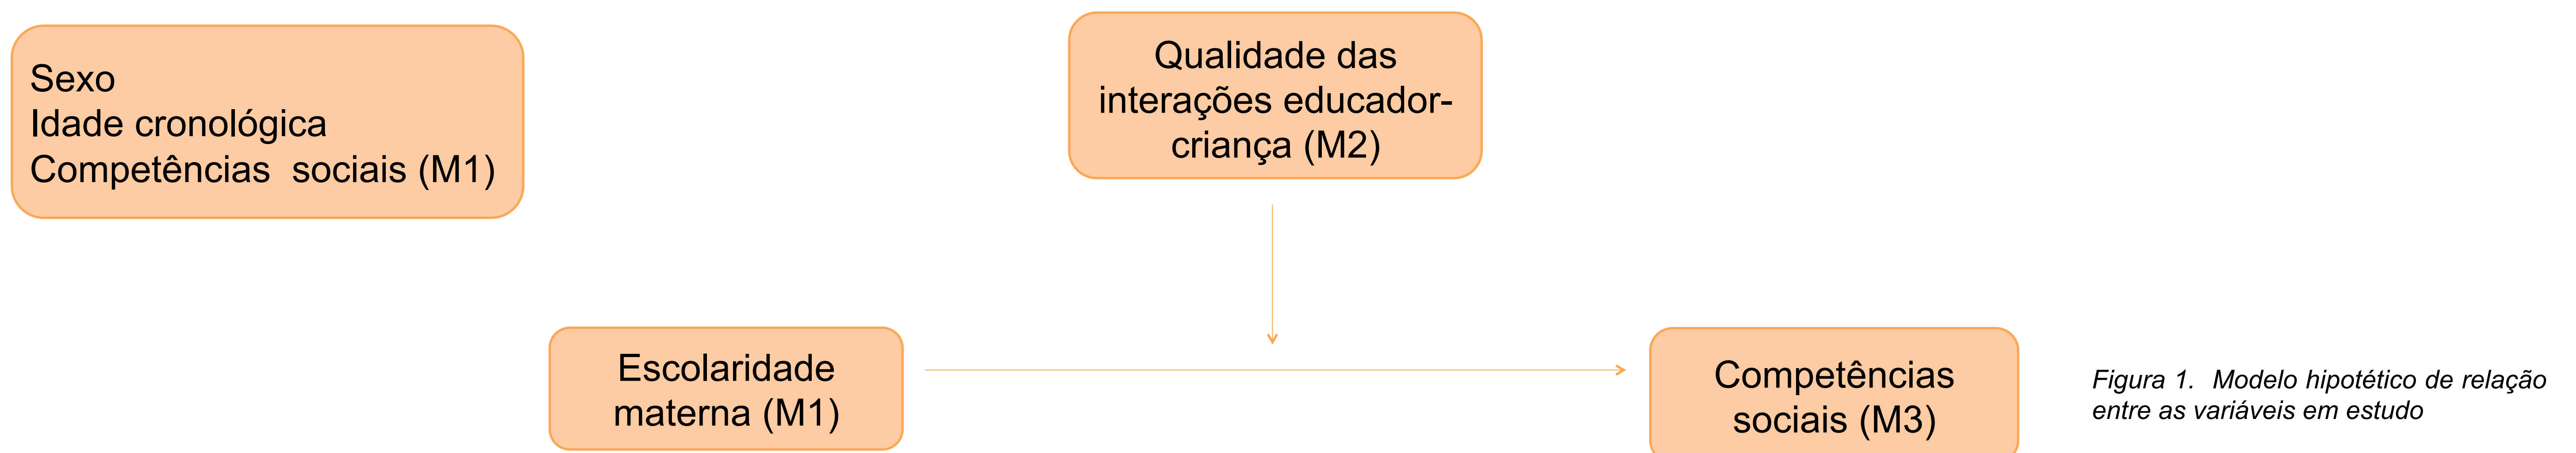 Sexo
Idade cronológica
Competências  sociais (M1)
Qualidade das
interações educador-
criança (M2)
Escolaridade
materna (M1)
Competências
sociais (M3)
Figura 1.  Modelo hipotético de relação
entre as variáveis em estudo